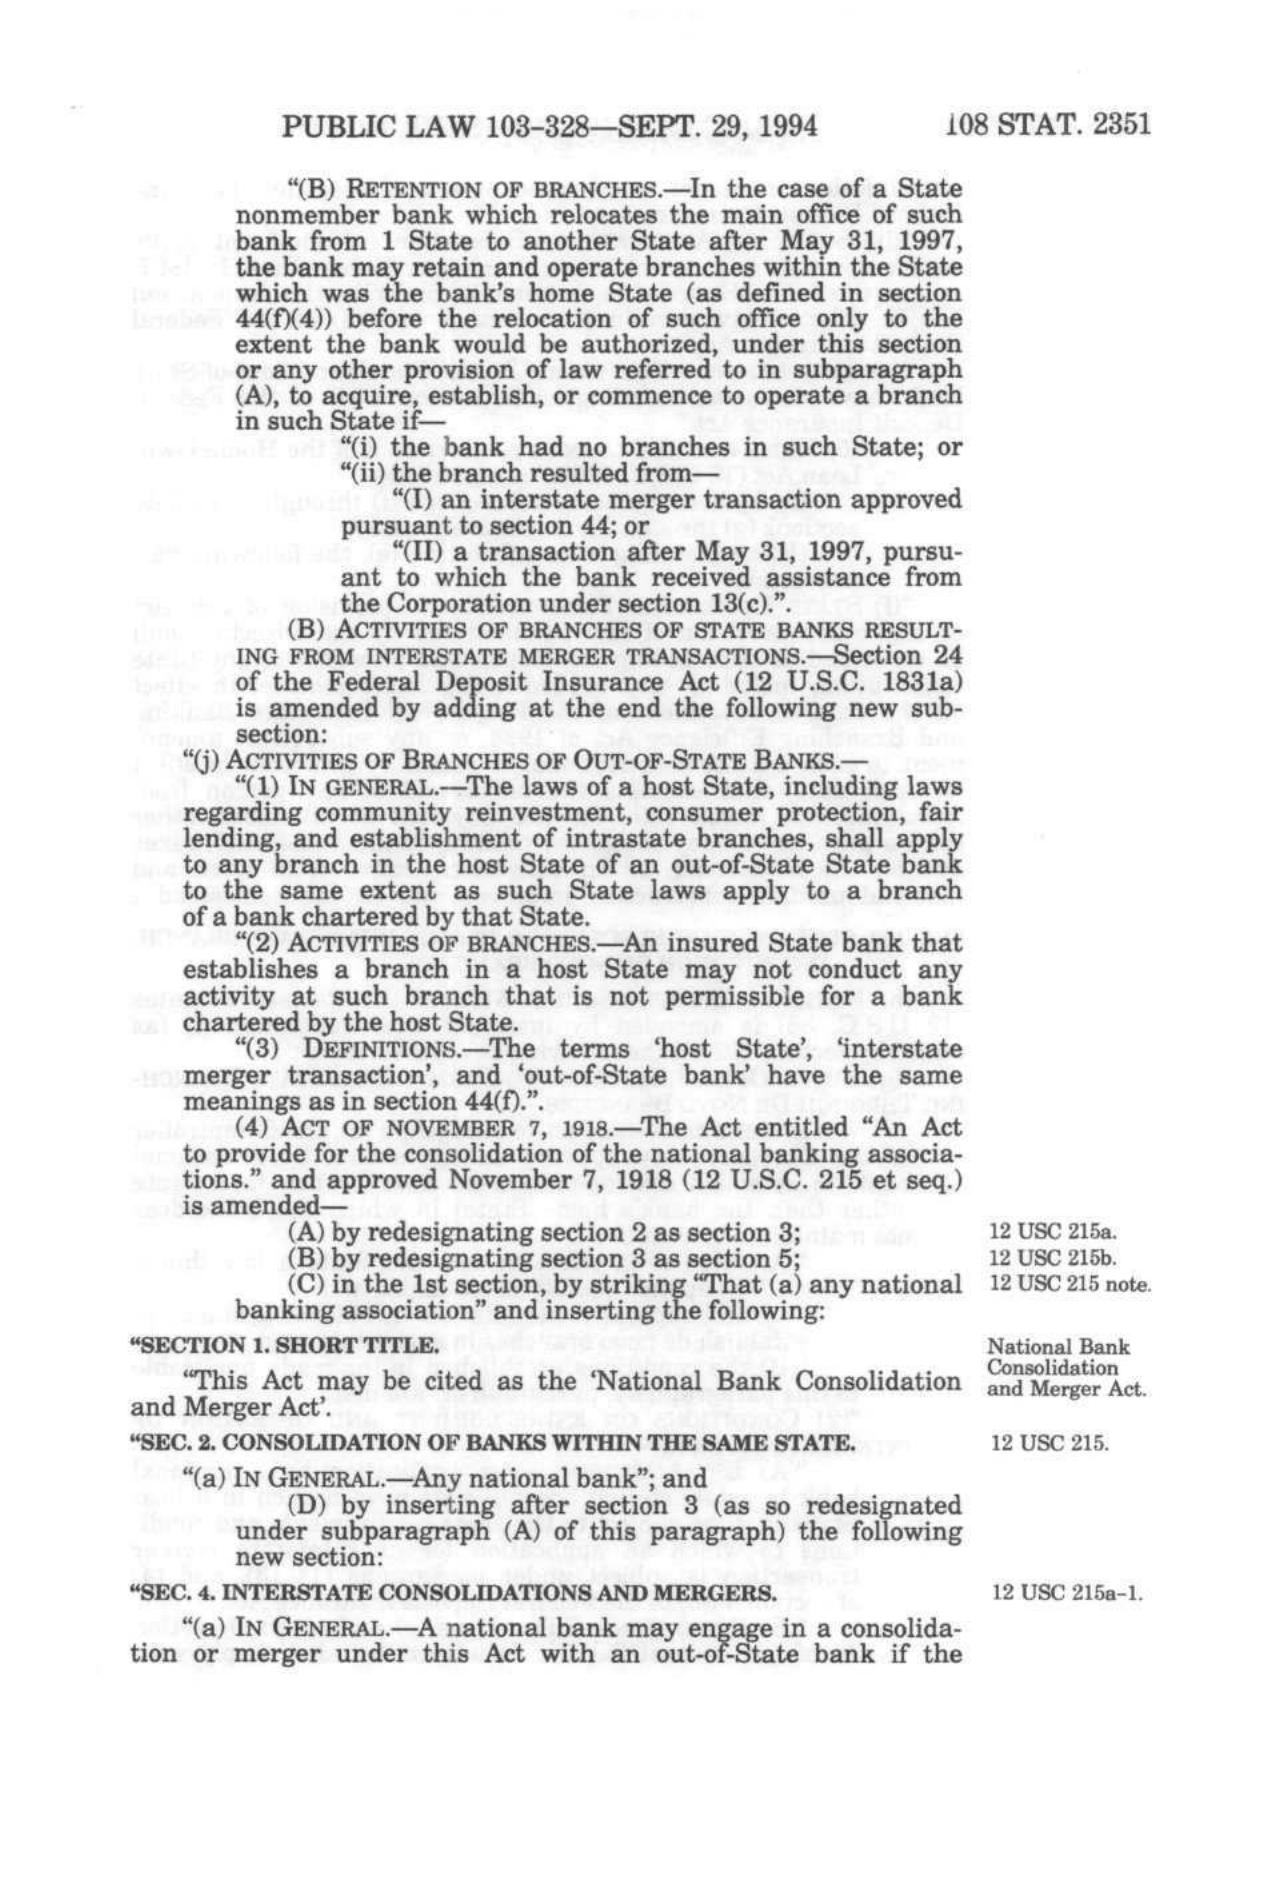 PUBLIC LAW 103-328—SEPT. 29, 1994
108 STAT. 2351
“(B) RETENTION OF BRANCHES.—In the case of a State
nonmember bank which relocates the main office of such
bank from 1 State to another State after May 31, 1997,
the bank may retain and operate branches within the State
which was the bank's home State (as defined in section
44(f)(4)) before the relocation of such office only to the
extent the bank would be authorized, under this section
or any other provision of law referred to in subparagraph
(A), to acquire, establish, or commence to operate a branch
in such State if—
“(i) the bank had no branches in such State; or
“(ii) the branch resulted from—
“(I) an interstate merger transaction approved
pursuant to section 44; or
“(II) a transaction after May 31, 1997, pursu-
ant to which the bank received assistance from
the Corporation under section 13(c).”.
(B) ACTIVITIES OF BRANCHES OF STATE BANKS RESULT-
ING FROM INTERSTATE MERGER TRANSACTIONS.—Section 24
of the Federal Deposit Insurance Act (12 U.S.C. 1831a)
is amended by adding at the end the following new sub-
section:
“(j) ACTIVITIES OF BRANCHES OF OUT-OF-STATE BANKS.—
“(1) IN GENERAL.—The laws of a host State, including laws
regarding community reinvestment, consumer protection, fair
lending, and establishment of intrastate branches, shall apply
to any branch in the host State of an out-of-State State bank
to the same extent as such State laws apply to a branch
of a bank chartered by that State.
“(2) ACTIVITIES OF BRANCHES.—An insured State bank that
establishes a branch in a host State may not conduct any
activity at such branch that is not permissible for a bank
chartered by the host State.
“(3) DEFINITIONS.—The terms ‘host State’, ‘interstate
merger transaction’, and ‘out-of-State bank’ have the same
meanings as in section 44(f).”.
(4) ACT OF NOVEMBER 7, 1918.—The Act entitled “An Act
to provide for the consolidation of the national banking associa-
tions.” and approved November 7, 1918 (12 U.S.C. 215 et seq.)
is amended—
(A) by redesignating section 2 as section 3;
12 USC 215a.
(B) by redesignating section 3 as section 5;
12 USC 215b.
(C) in the 1st section, by striking “That (a) any national
12 USC 215 note.
banking association” and inserting the following:
“SECTION 1. SHORT TITLE.
National Bank
Consolidation
and Merger Act.
“This Act may be cited as the ‘National Bank Consolidation
and Merger Act’.
“SEC. 2. CONSOLIDATION OF BANKS WITHIN THE SAME STATE.
12 USC 215.
“(a) IN GENERAL.—Any national bank”; and
(D) by inserting after section 3 (as so redesignated
under subparagraph (A) of this paragraph) the following
new section:
“SEC. 4. INTERSTATE CONSOLIDATIONS AND MERGERS.
12 USC 215a-1.
“(a) IN GENERAL.—A national bank may engage in a consolida-
tion or merger under this Act with an out-of-State bank if the